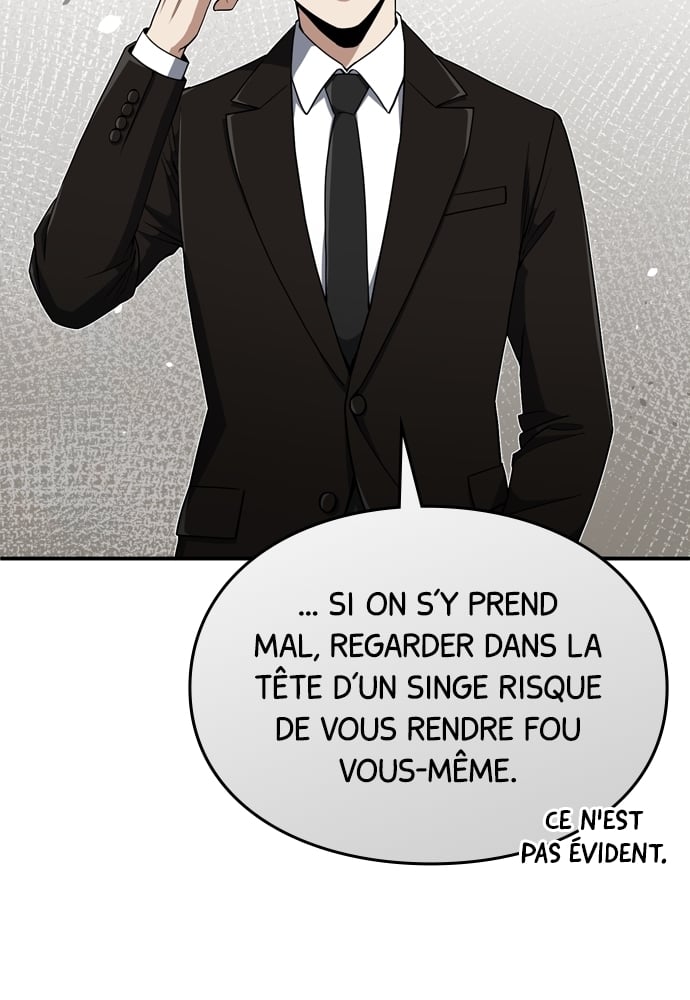 ... SI ON S'Y PREND
MAL, REGARDER DANS LA
TÊTE D'UN SINGE RISQUE
DE VOUS RENDRE FOU
VOUS-MÊME.
CE N'EST
PAS ÉVIDENT.